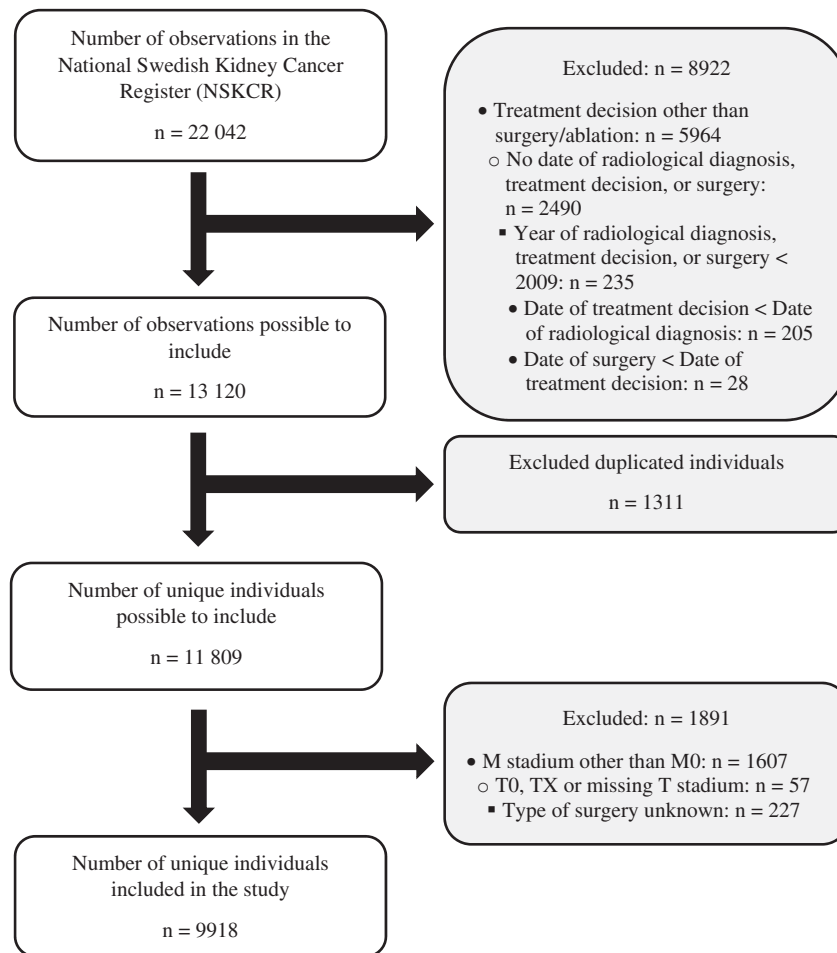 Number of observations in the
National Swedish Kidney Cancer
Register (NSKCR)
n = 22 042
Excluded: n = 8922
• Treatment decision other than
surgery/ablation: n = 5964
○ No date of radiological diagnosis,
treatment decision, or surgery:
n = 2490
▪ Year of radiological diagnosis,
treatment decision, or surgery <
2009: n = 235
• Date of treatment decision < Date
of radiological diagnosis: n = 205
• Date of surgery < Date of
treatment decision: n = 28
Number of observations possible to
include
n = 13 120
Excluded duplicated individuals
n = 1311
Number of unique individuals
possible to include
n = 11 809
Excluded: n = 1891
• M stadium other than M0: n = 1607
○ T0, TX or missing T stadium: n = 57
▪ Type of surgery unknown: n = 227
Number of unique individuals
included in the study
n = 9918